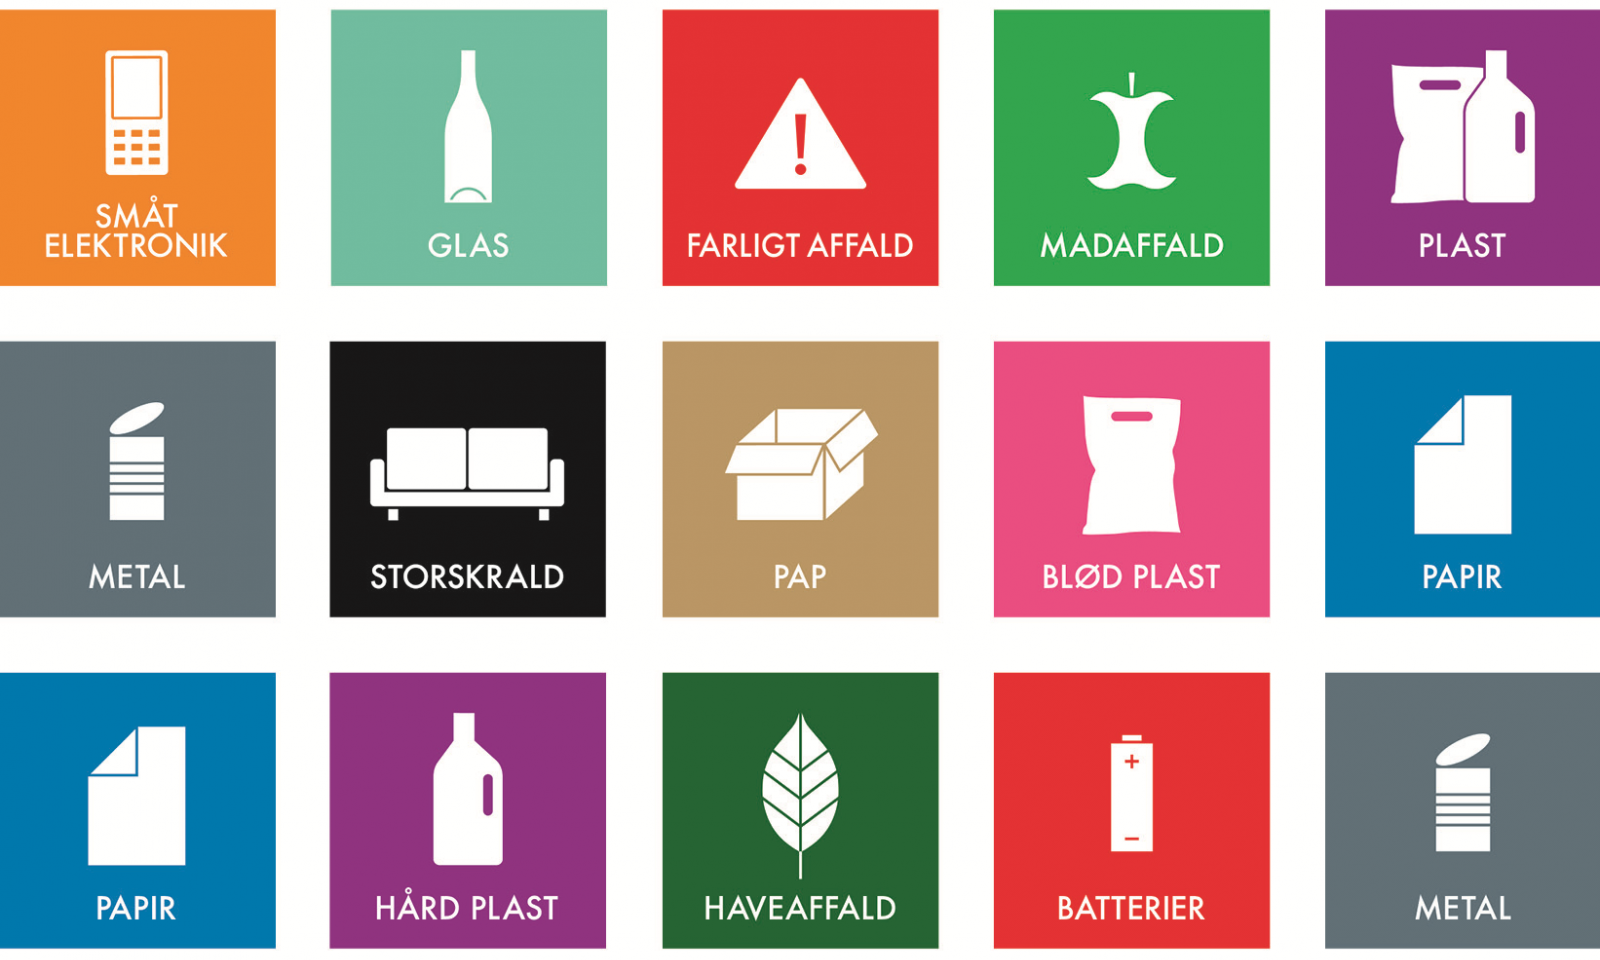 SMÅT
ELEKTRONIK
GLAS
FARLIGT AFFALD
MADAFFALD
PLAST
METAL
STORSKRALD
PAP
BLØD PLAST
PAPIR
PAPIR
HÅRD PLAST
HAVEAFFALD
BATTERIER
METAL